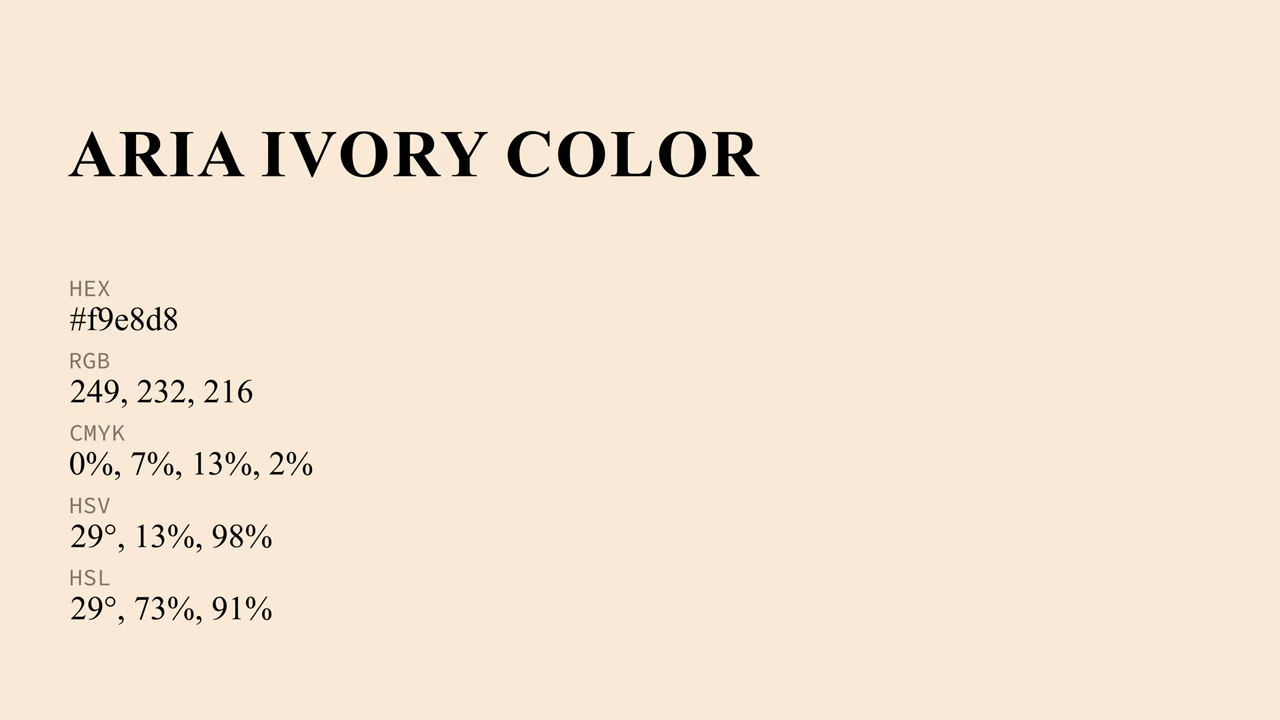 ARIA IVORY COLOR
HEX
#f9e8d8
RGB
249, 232, 216
CMYK
0%, 7%, 13%, 2%
HSV
29°, 13%, 98%
HSL
29°, 73%, 91%